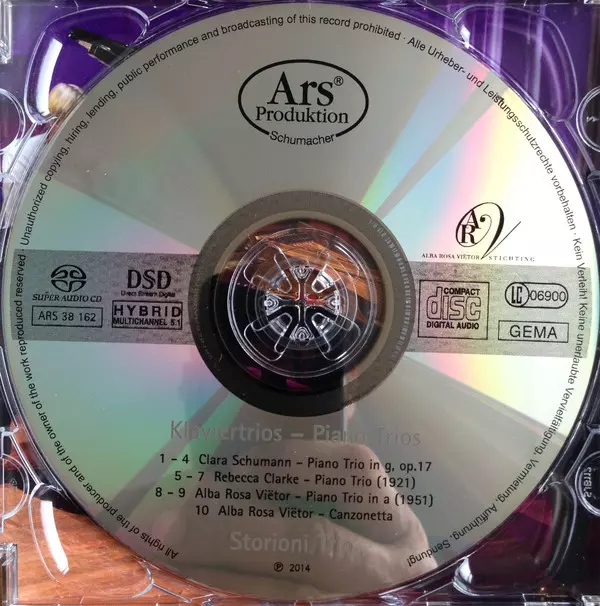 Unauthorized copying, hiring, lending, public performance and broadcasting of this record prohibited · Alle Urheber- und Leistungsschutzrechte vorbehalten · Kein Verleih! Keine unerlaubte Vervielfältigung, Vermietung, Aufführung, Sendung!
All rights of the producer and of the owner of the work reproduced reserved ·
Ars®
Produktion
Schumacher
ARV
ALBA ROSA VIËTOR STICHTING
SUPER AUDIO CD
ARS 38 162
DSD
Direct Stream Digital
HYBRID
MULTICHANNEL 5.1
COMPACT
disc
DIGITAL AUDIO
LC 06900
GEMA
Klaviertrios – Piano Trios
1 – 4 Clara Schumann – Piano Trio in g, op.17
5 – 7 Rebecca Clarke – Piano Trio (1921)
8 – 9 Alba Rosa Viëtor – Piano Trio in a (1951)
10 Alba Rosa Viëtor – Canzonetta
Storioni
℗ 2014